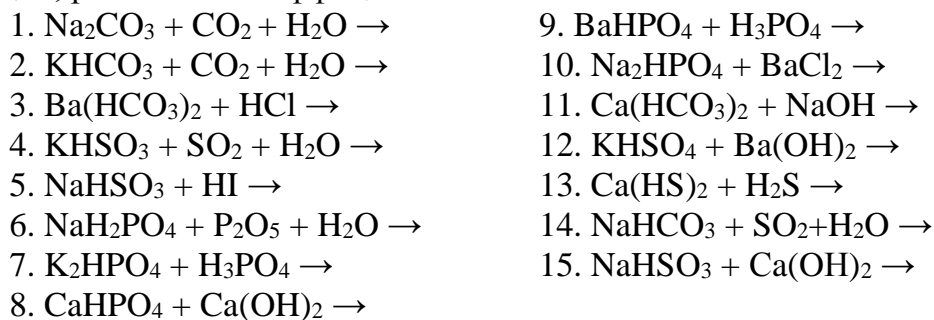 1. Na₂CO₃ + CO₂ + H₂O →
2. KHCO₃ + CO₂ + H₂O →
3. Ba(HCO₃)₂ + HCl →
4. KHSO₃ + SO₂ + H₂O →
5. NaHSO₃ + HI →
6. NaH₂PO₄ + P₂O₅ + H₂O →
7. K₂HPO₄ + H₃PO₄ →
8. CaHPO₄ + Ca(OH)₂ →
9. BaHPO₄ + H₃PO₄ →
10. Na₂HPO₄ + BaCl₂ →
11. Ca(HCO₃)₂ + NaOH →
12. KHSO₄ + Ba(OH)₂ →
13. Ca(HS)₂ + H₂S →
14. NaHCO₃ + SO₂+H₂O →
15. NaHSO₃ + Ca(OH)₂ →